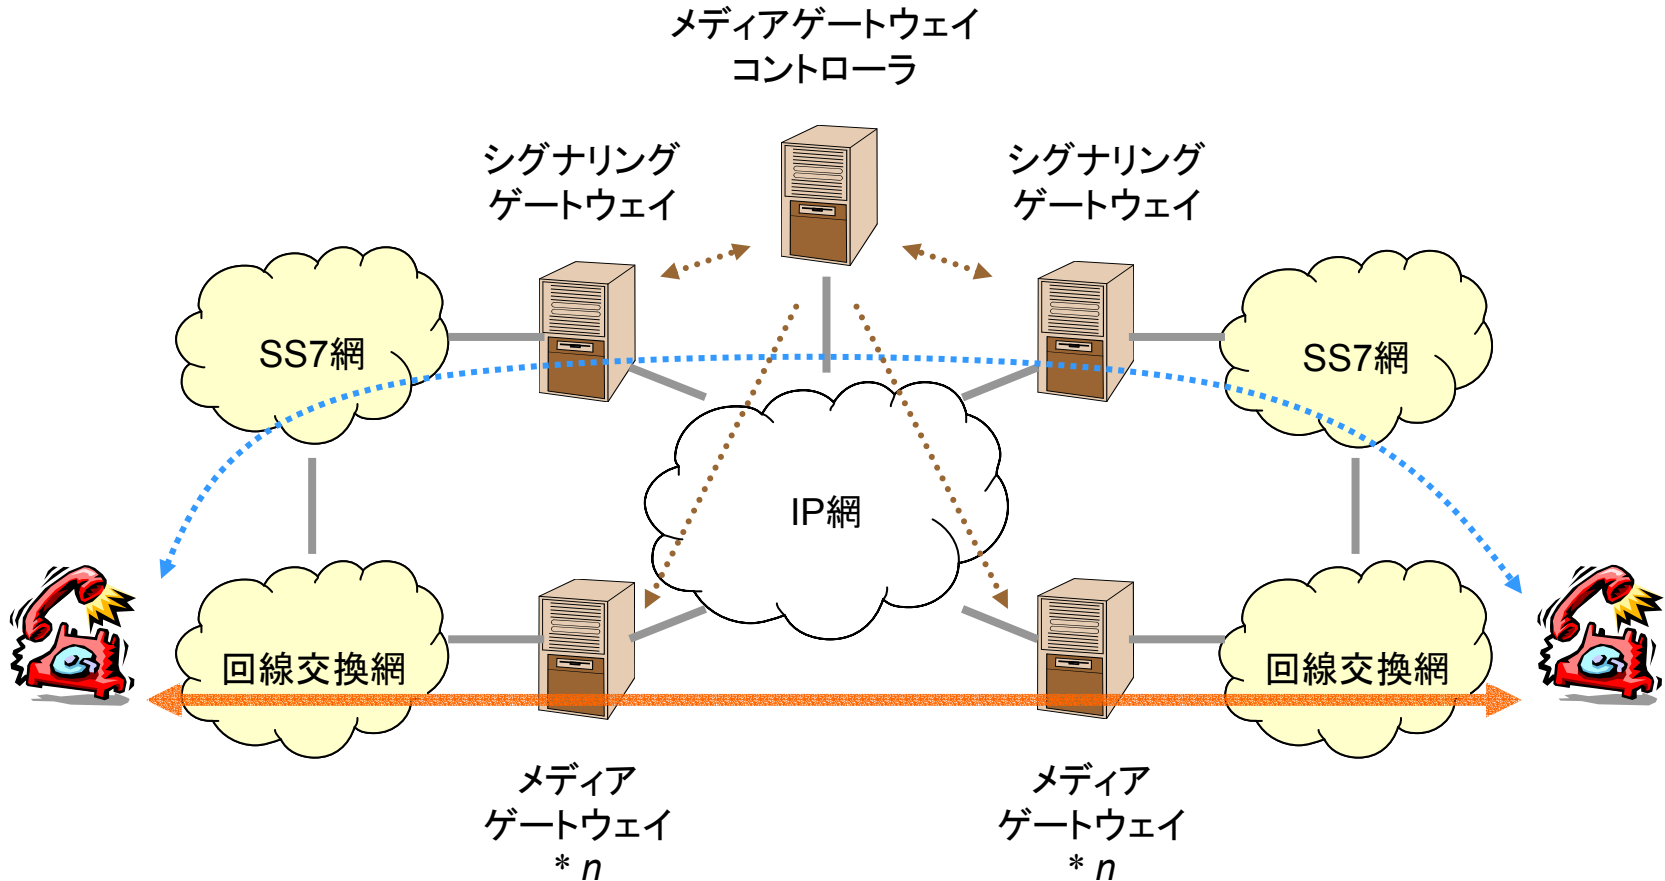 メディアゲートウェイ
コントローラ
シグナリング
ゲートウェイ
シグナリング
ゲートウェイ
SS7網
SS7網
IP網
回線交換網
回線交換網
メディア
ゲートウェイ
* n
メディア
ゲートウェイ
* n